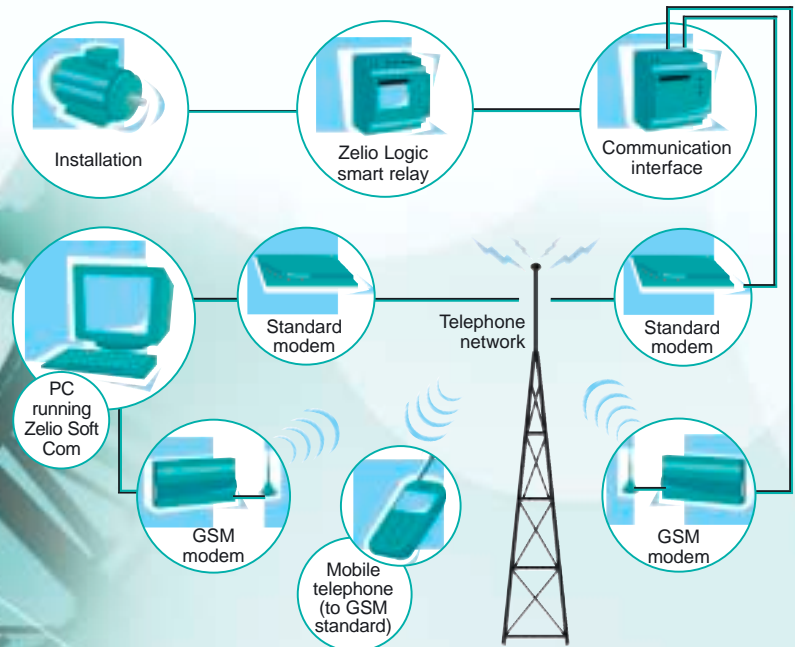 Installation
Zelio Logic
smart relay
Communication
interface
Standard
modem
Telephone
network
Standard
modem
PC
running
Zelio Soft
Com
GSM
modem
Mobile
telephone
(to GSM
standard)
GSM
modem